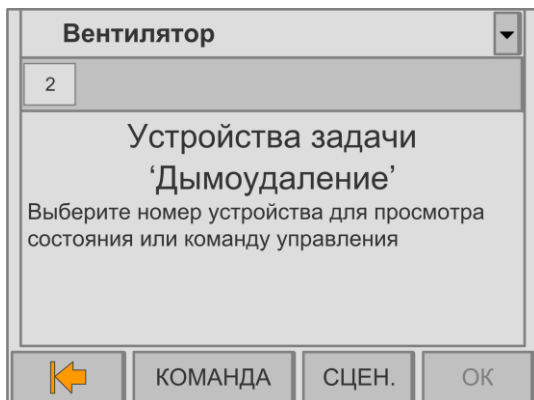 Вентилятор
2
Устройства задачи
‘Дымоудаление’
Выберите номер устройства для просмотра
состояния или команду управления
КОМАНДА СЦЕН. ОК